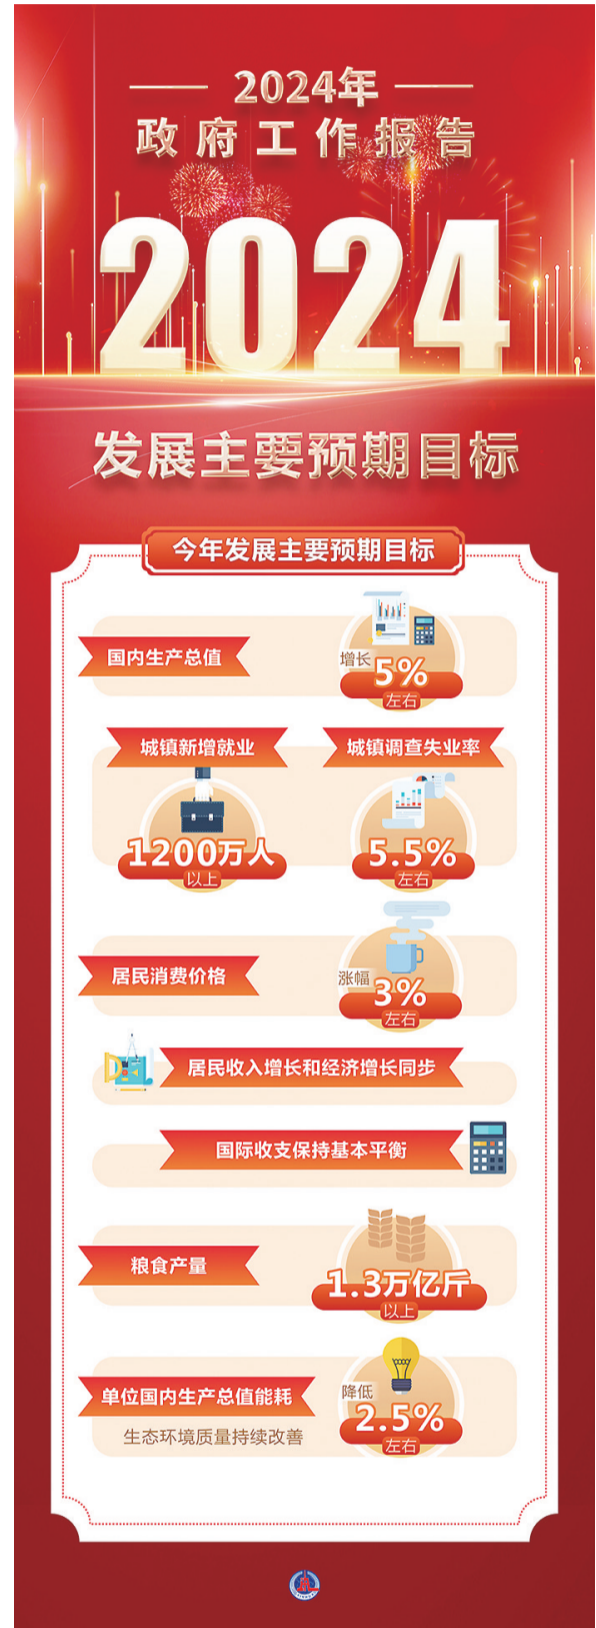 2024年
政府工作报告
2024
发展主要预期目标
今年发展主要预期目标
国内生产总值
增长
5%
左右
城镇新增就业
1200万人
以上
城镇调查失业率
5.5%
左右
居民消费价格
涨幅
3%
左右
居民收入增长和经济增长同步
国际收支保持基本平衡
粮食产量
1.3万亿斤
以上
单位国内生产总值能耗
降低
2.5%
左右
生态环境质量持续改善